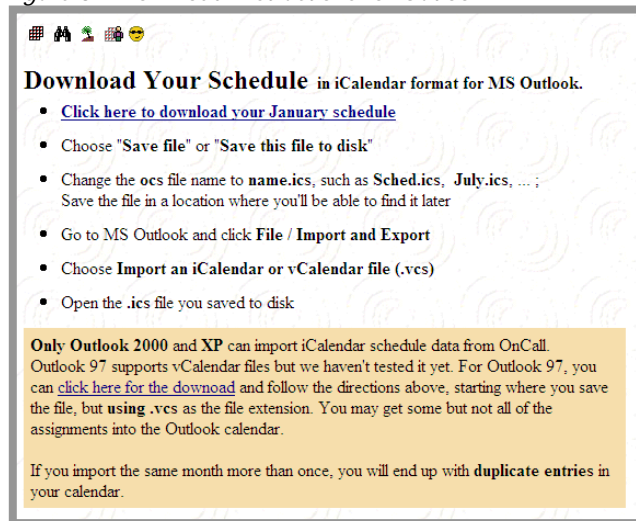 Download Your Schedule in iCalendar format for MS Outlook.
Click here to download your January schedule
Choose "Save file" or "Save this file to disk"
Change the ocs file name to name.ics, such as Sched.ics, July.ics, ... ;
Save the file in a location where you'll be able to find it later
Go to MS Outlook and click File / Import and Export
Choose Import an iCalendar or vCalendar file (.vcs)
Open the .ics file you saved to disk
Only Outlook 2000 and XP can import iCalendar schedule data from OnCall.
Outlook 97 supports vCalendar files but we haven't tested it yet. For Outlook 97, you
can click here for the downoad and follow the directions above, starting where you save
the file, but using .vcs as the file extension. You may get some but not all of the
assignments into the Outlook calendar.
If you import the same month more than once, you will end up with duplicate entries in
your calendar.